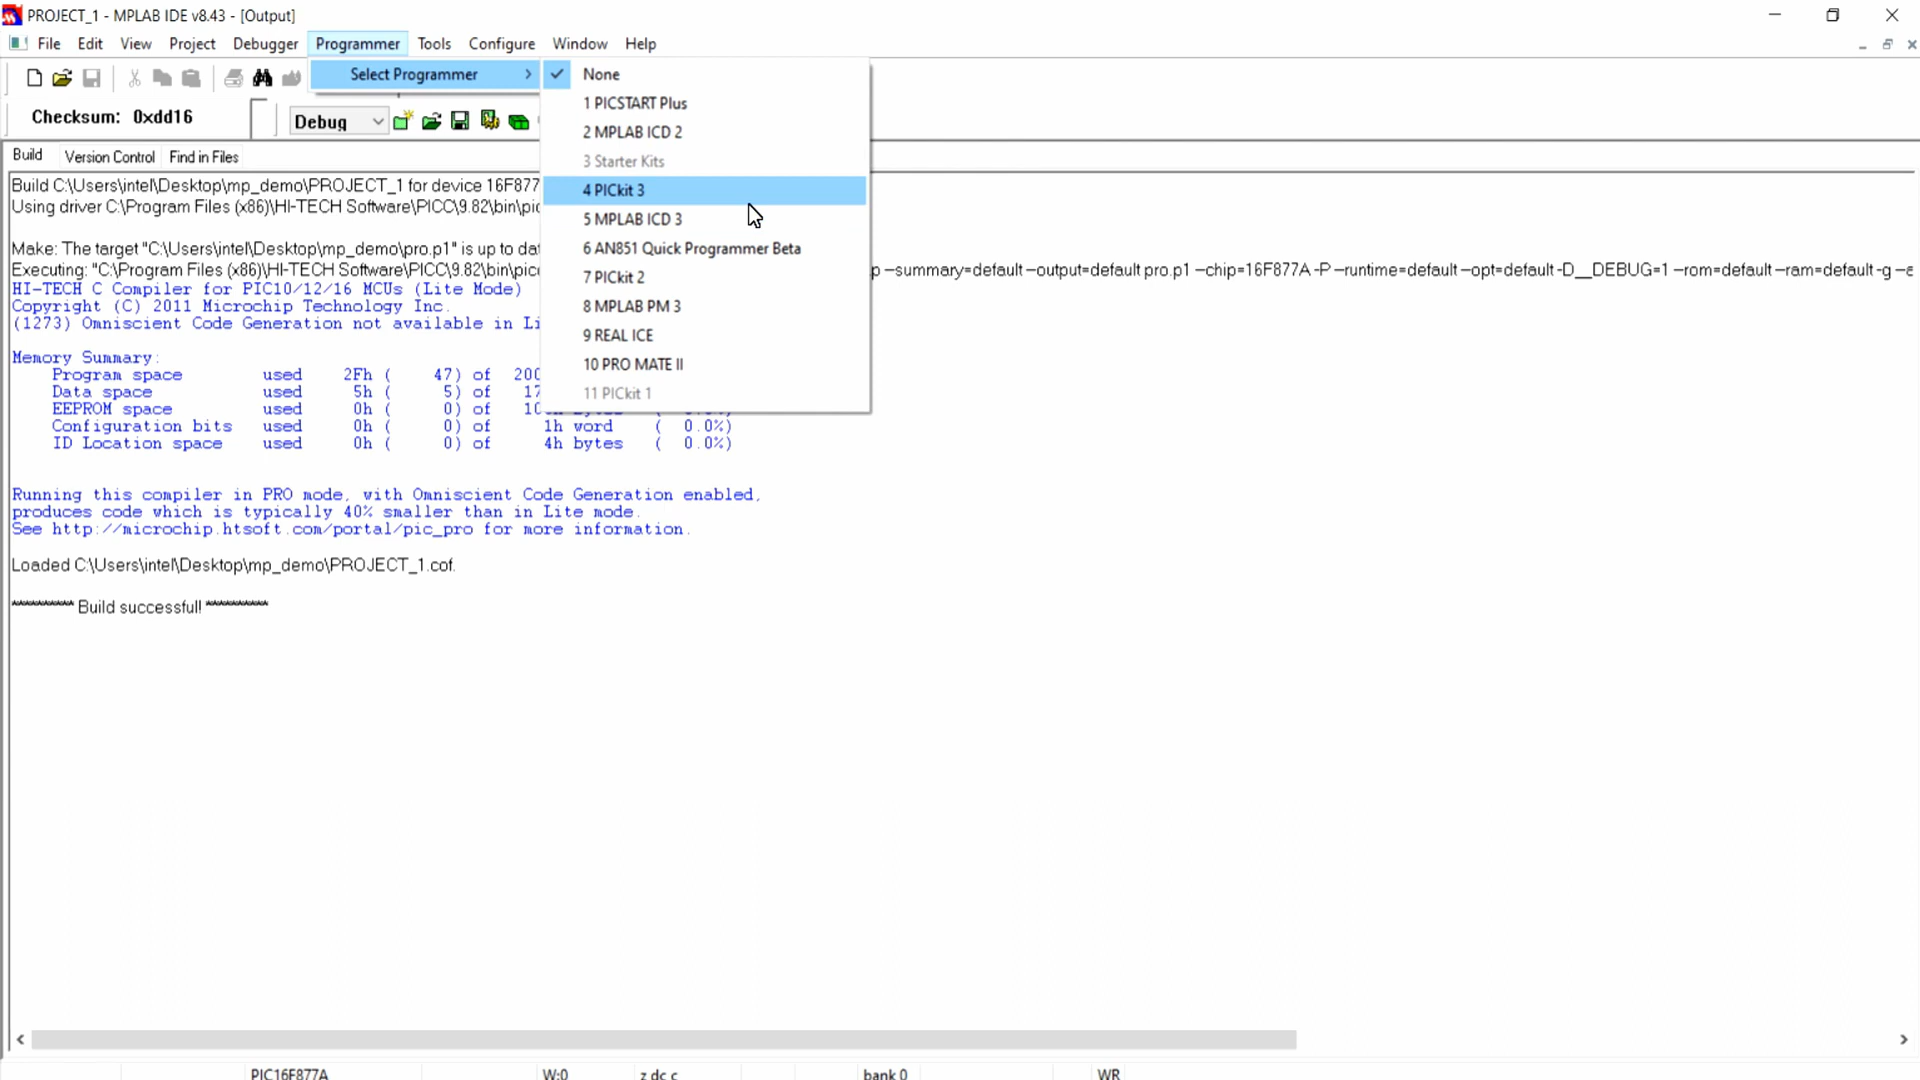 PROJECT_1 - MPLAB IDE v8.43 - [Output]
File Edit View Project Debugger Programmer Tools Configure Window Help
Select Programmer
None
1 PICSTART Plus
2 MPLAB ICD 2
3 Starter Kits
4 PICkit 3
5 MPLAB ICD 3
6 AN851 Quick Programmer Beta
7 PICkit 2
8 MPLAB PM 3
9 REAL ICE
10 PRO MATE II
11 PICkit 1
Checksum: 0xdd16
Debug
Build Version Control Find in Files
Build C:\Users\intel\Desktop\mp_demo\PROJECT_1 for device 16F877
Using driver C:\Program Files (x86)\HI-TECH Software\PICC\9.82\bin\pic
Make: The target "C:\Users\intel\Desktop\mp_demo\pro.p1" is up to dat
Executing: "C:\Program Files (x86)\HI-TECH Software\PICC\9.82\bin\pic p --summary=default --output=default pro.p1 --chip=16F877A -P --runtime=default --opt=default -D__DEBUG=1 --rom=default --ram=default -g --a
HI-TECH C Compiler for PIC10/12/16 MCUs (Lite Mode)
Copyright (C) 2011 Microchip Technology Inc.
(1273) Omniscient Code Generation not available in Li
Memory Summary:
Program space used 2Fh ( 47) of 200
Data space used 5h ( 5) of 17
EEPROM space used 0h ( 0) of 10
Configuration bits used 0h ( 0) of 1h word ( 0.0%)
ID Location space used 0h ( 0) of 4h bytes ( 0.0%)
Running this compiler in PRO mode, with Omniscient Code Generation enabled,
produces code which is typically 40% smaller than in Lite mode.
See http://microchip.htsoft.com/portal/pic_pro for more information.
Loaded C:\Users\intel\Desktop\mp_demo\PROJECT_1.cof.
********** Build successful! **********
PIC16F877A W:0 z dc c bank 0 WR